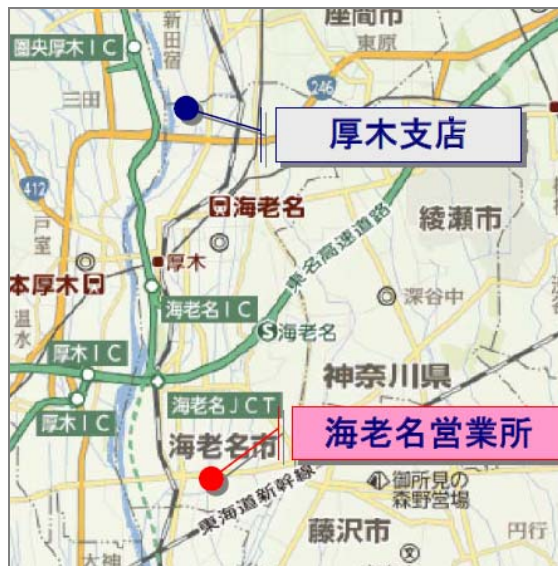 座間市
新田宿
圏央厚木IC
東原
三田
246
厚木支店
412
戸室
海老名
綾瀬市
厚木
本厚木
東名高速道路
深谷中
海老名IC
温水
S海老名
厚木IC
神奈川県
海老名JCT
厚木IC
海老名営業所
海老名市
御所見の
森野営場
東海道新幹線
藤沢市
円行
大神